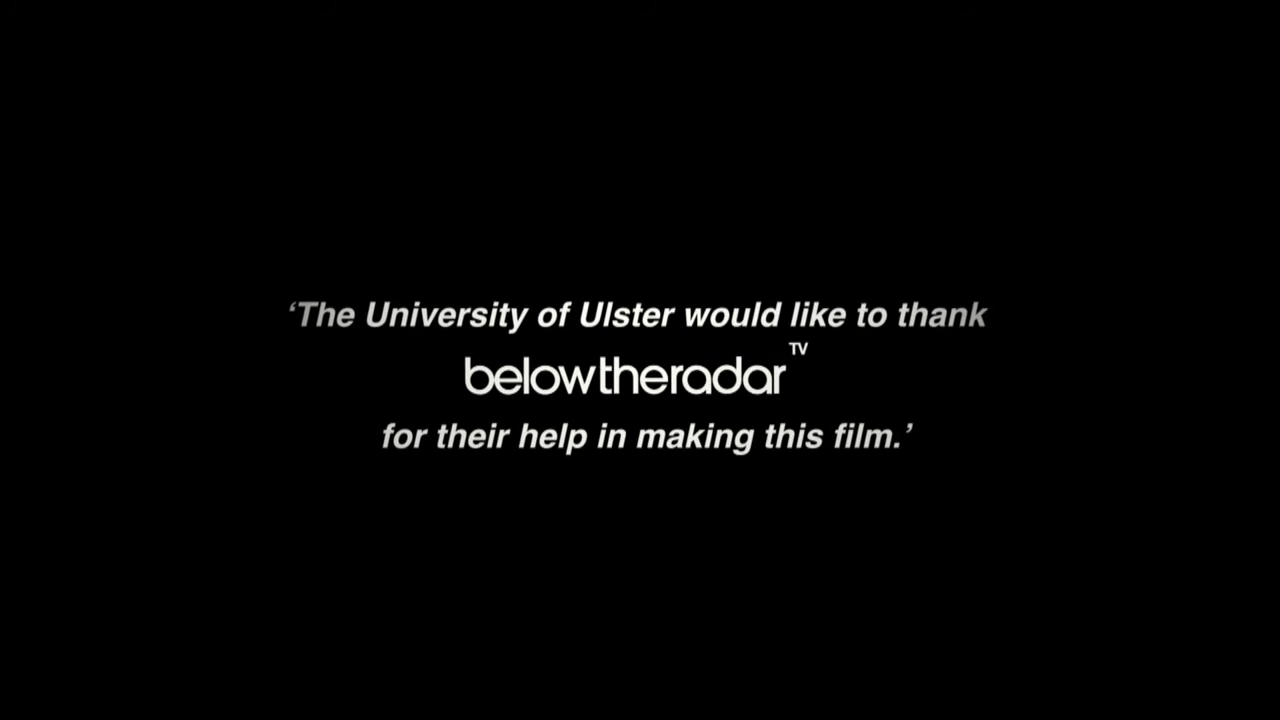 ‘The University of Ulster would like to thank
belowtheradar TV
for their help in making this film.’